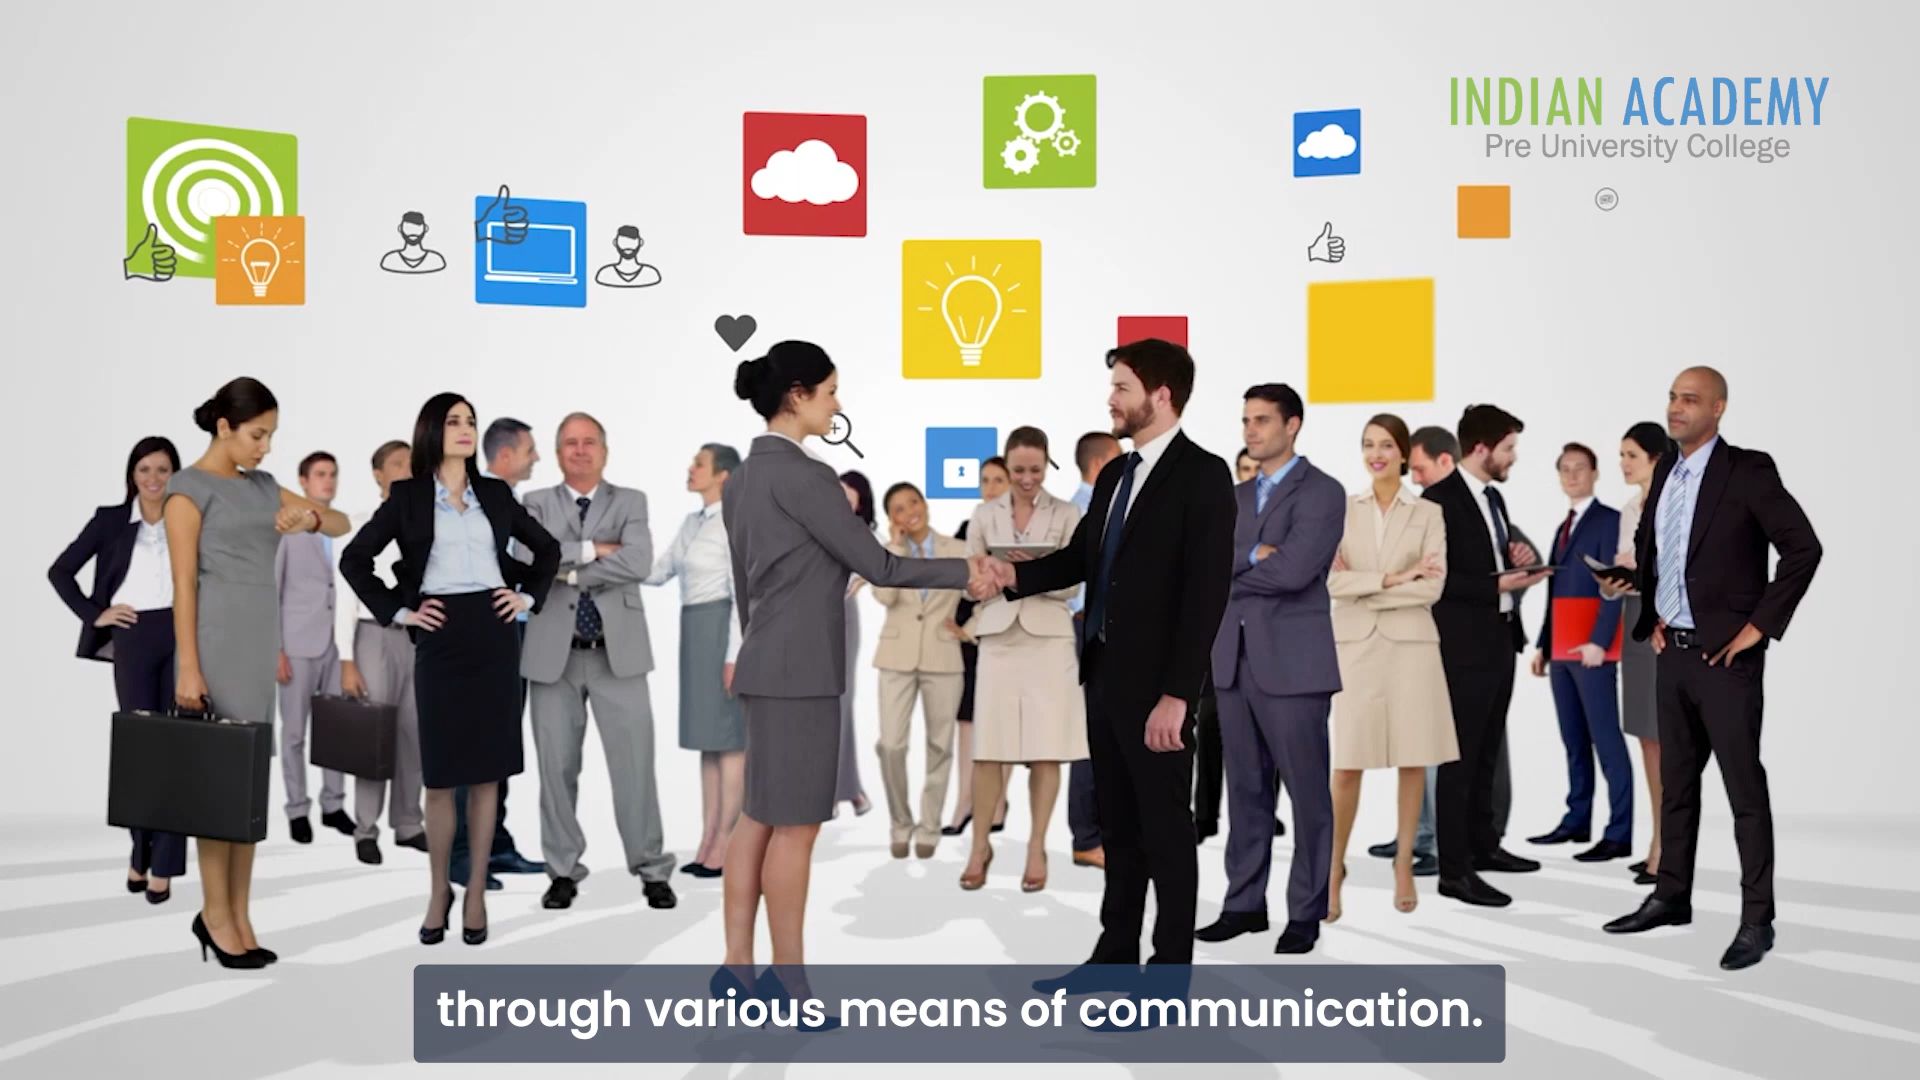 INDIAN ACADEMY
Pre University College
through various means of communication.